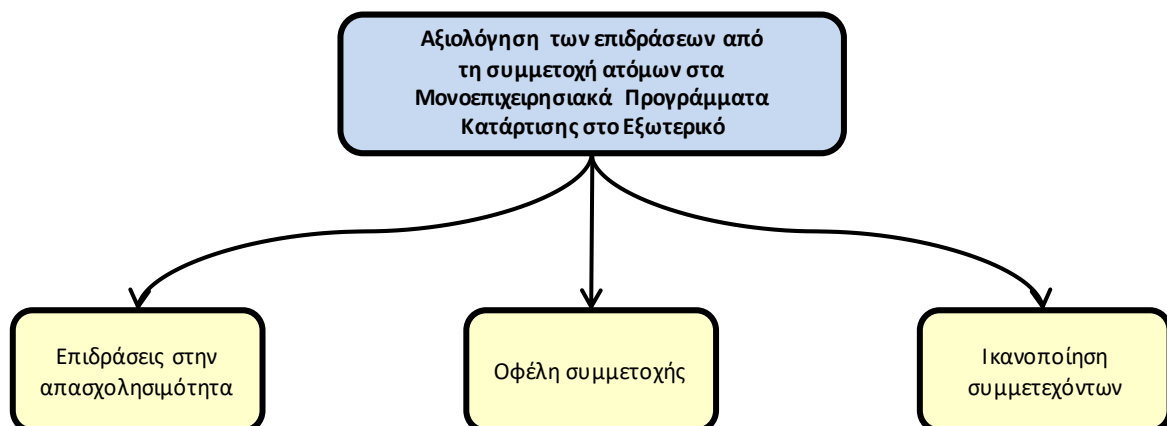 Αξιολόγηση των επιδράσεων από
τη συμμετοχή ατόμων στα
Μονοεπιχειρησιακά Προγράμματα
Κατάρτισης στο Εξωτερικό
Επιδράσεις στην
απασχολησιμότητα
Οφέλη συμμετοχής
Ικανοποίηση
συμμετεχόντων